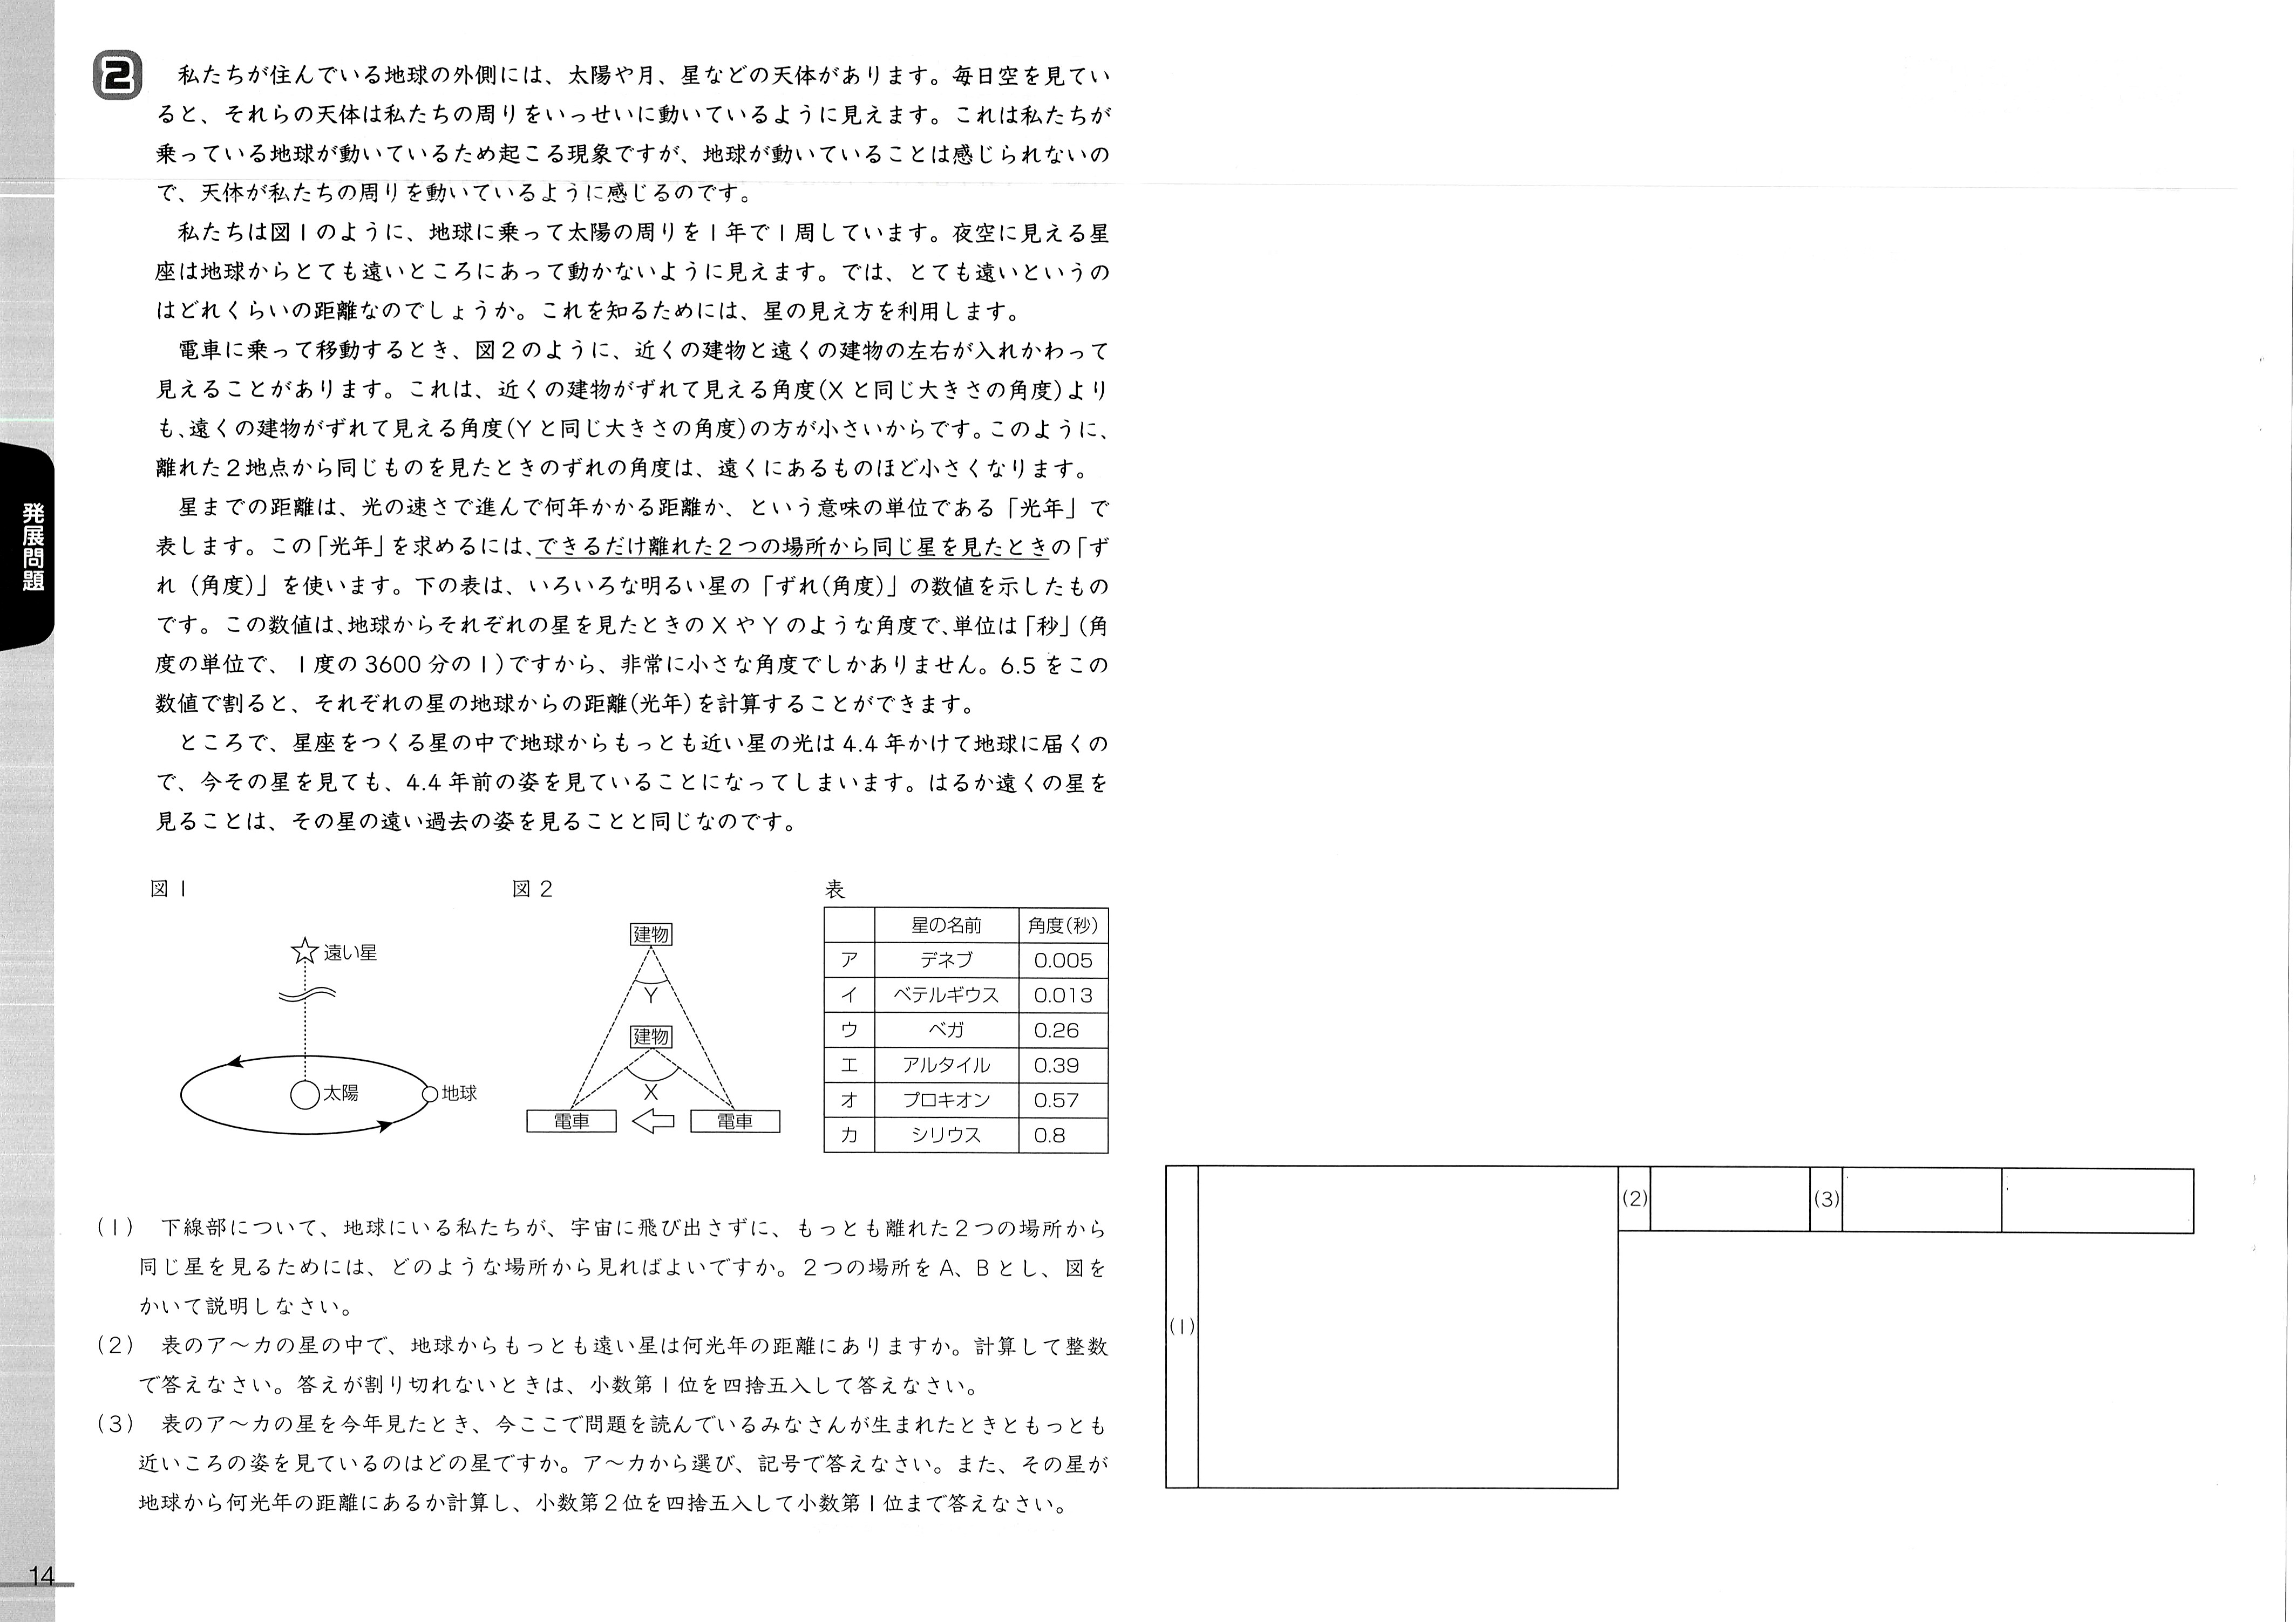 2
私たちが住んでいる地球の外側には、太陽や月、星などの天体があります。毎日空を見てい
ると、それらの天体は私たちの周りをいっせいに動いているように見えます。これは私たちが
乗っている地球が動いているため起こる現象ですが、地球が動いていることは感じられないの
で、天体が私たちの周りを動いているように感じるのです。
私たちは図1のように、地球に乗って太陽の周りを1年で1周しています。夜空に見える星
座は地球からとても遠いところにあって動かないように見えます。では、とても遠いというの
はどれくらいの距離なのでしょうか。これを知るためには、星の見え方を利用します。
電車に乗って移動するとき、図2のように、近くの建物と遠くの建物の左右が入れかわって
見えることがあります。これは、近くの建物がずれて見える角度(Xと同じ大きさの角度)より
も、遠くの建物がずれて見える角度(Yと同じ大きさの角度)の方が小さいからです。このように、
離れた2地点から同じものを見たときのずれの角度は、遠くにあるものほど小さくなります。
星までの距離は、光の速さで進んで何年かかる距離か、という意味の単位である「光年」で
表します。この「光年」を求めるには、できるだけ離れた2つの場所から同じ星を見たときの「ず
れ(角度)」を使います。下の表は、いろいろな明るい星の「ずれ(角度)」の数値を示したもの
です。この数値は、地球からそれぞれの星を見たときのXやYのような角度で、単位は「秒」(角
度の単位で、1度の3600分の1)ですから、非常に小さな角度でしかありません。6.5をこの
数値で割ると、それぞれの星の地球からの距離(光年)を計算することができます。
ところで、星座をつくる星の中で地球からもっとも近い星の光は4.4年かけて地球に届くの
で、今その星を見ても、4.4年前の姿を見ていることになってしまいます。はるか遠くの星を
見ることは、その星の遠い過去の姿を見ることと同じなのです。
発展問題
図1
遠い星
太陽
地球
図2
建物
Y
建物
X
電車
電車
表
星の名前 角度(秒)
ア デネブ 0.005
イ ベテルギウス 0.013
ウ ベガ 0.26
エ アルタイル 0.39
オ プロキオン 0.57
カ シリウス 0.8
(1) 下線部について、地球にいる私たちが、宇宙に飛び出さずに、もっとも離れた2つの場所から
同じ星を見るためには、どのような場所から見ればよいですか。2つの場所をA、Bとし、図を
かいて説明しなさい。
(2) 表のア～カの星の中で、地球からもっとも遠い星は何光年の距離にありますか。計算して整数
で答えなさい。答えが割り切れないときは、小数第1位を四捨五入して答えなさい。
(3) 表のア～カの星を今年見たとき、今ここで問題を読んでいるみなさんが生まれたときともっとも
近いころの姿を見ているのはどの星ですか。ア～カから選び、記号で答えなさい。また、その星が
地球から何光年の距離にあるか計算し、小数第2位を四捨五入して小数第1位まで答えなさい。
(1)
(2)
(3)
14